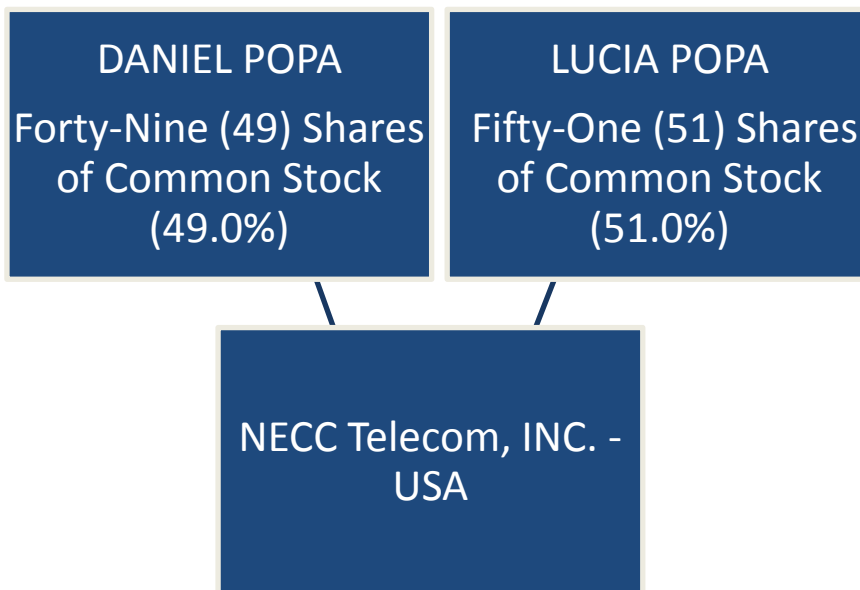 DANIEL POPA
Forty-Nine (49) Shares
of Common Stock
(49.0%)
LUCIA POPA
Fifty-One (51) Shares
of Common Stock
(51.0%)
NECC Telecom, INC. -
USA